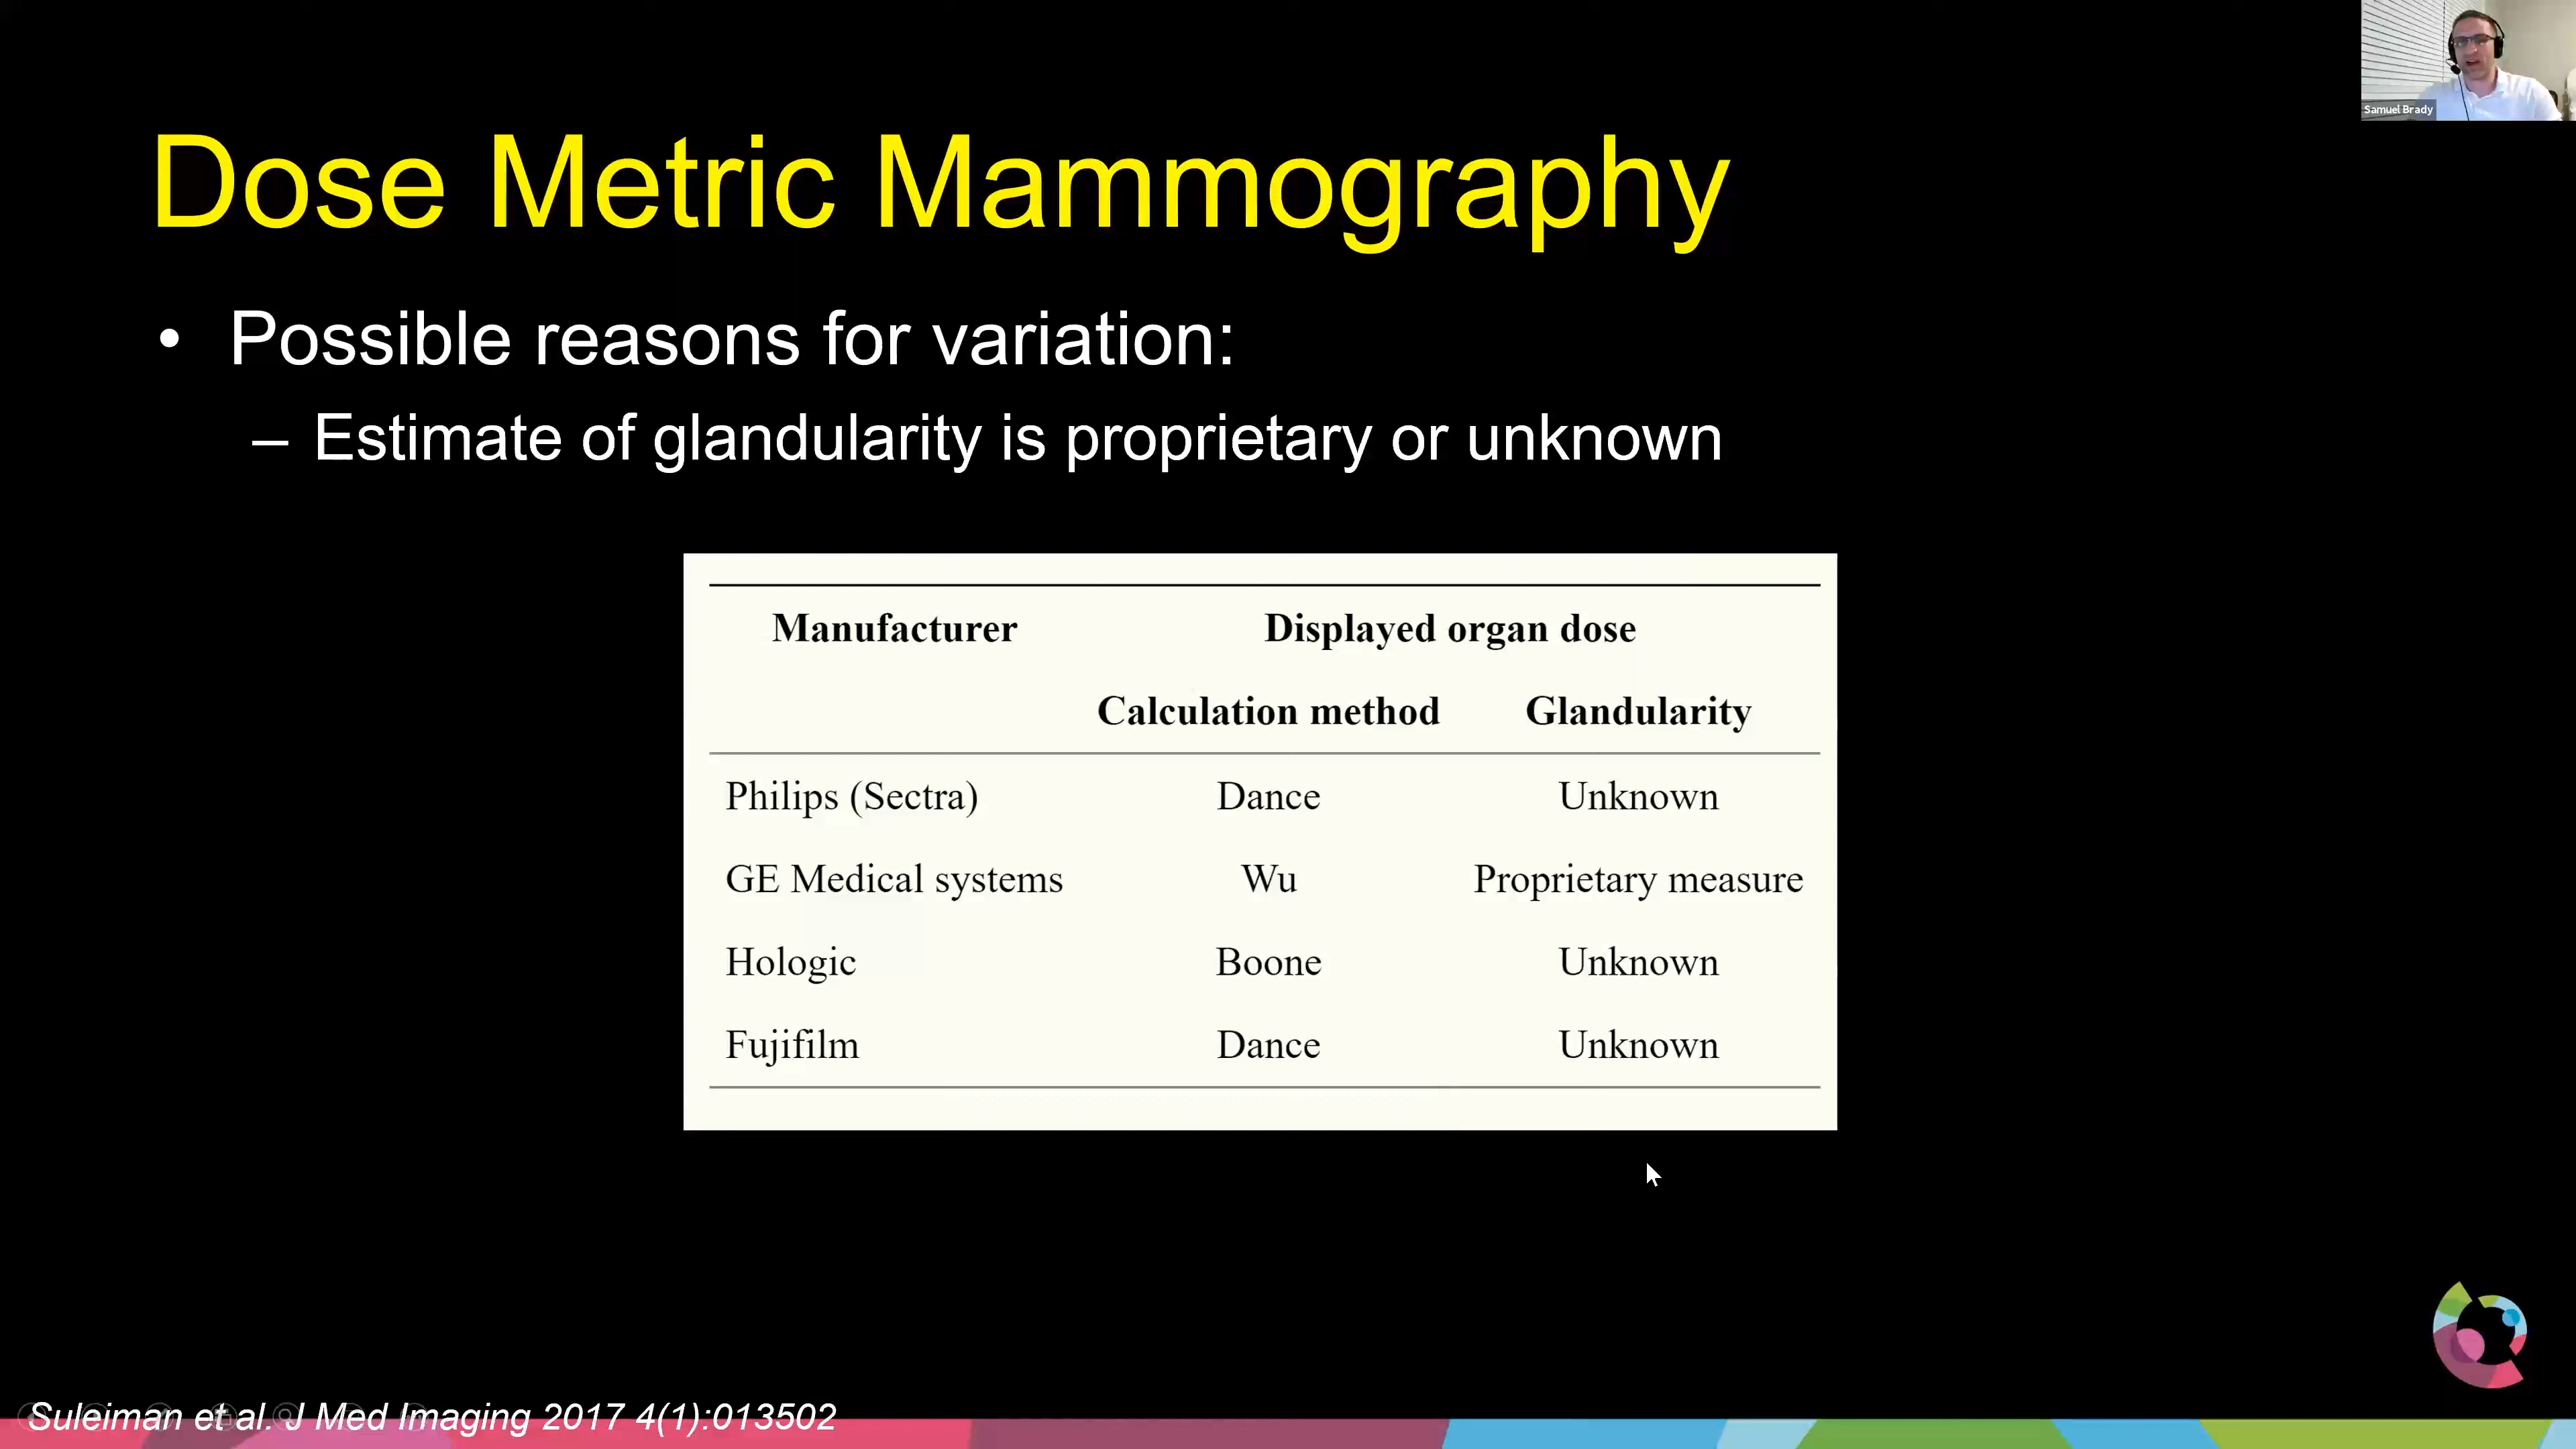 Samuel Brady
Dose Metric Mammography
• Possible reasons for variation:
– Estimate of glandularity is proprietary or unknown
Manufacturer Displayed organ dose
Calculation method Glandularity
Philips (Sectra) Dance Unknown
GE Medical systems Wu Proprietary measure
Hologic Boone Unknown
Fujifilm Dance Unknown
Suleiman et al. J Med Imaging 2017 4(1):013502